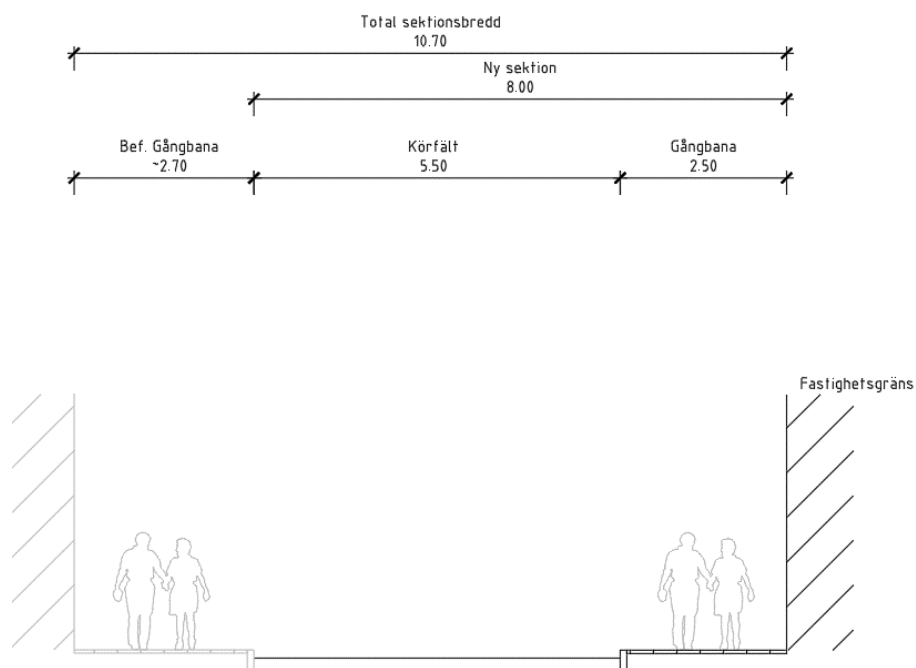 Total sektionsbredd
10.70
Ny sektion
8.00
Bef. Gångbana
~2.70
Körfält
5.50
Gångbana
2.50
Fastighetsgräns